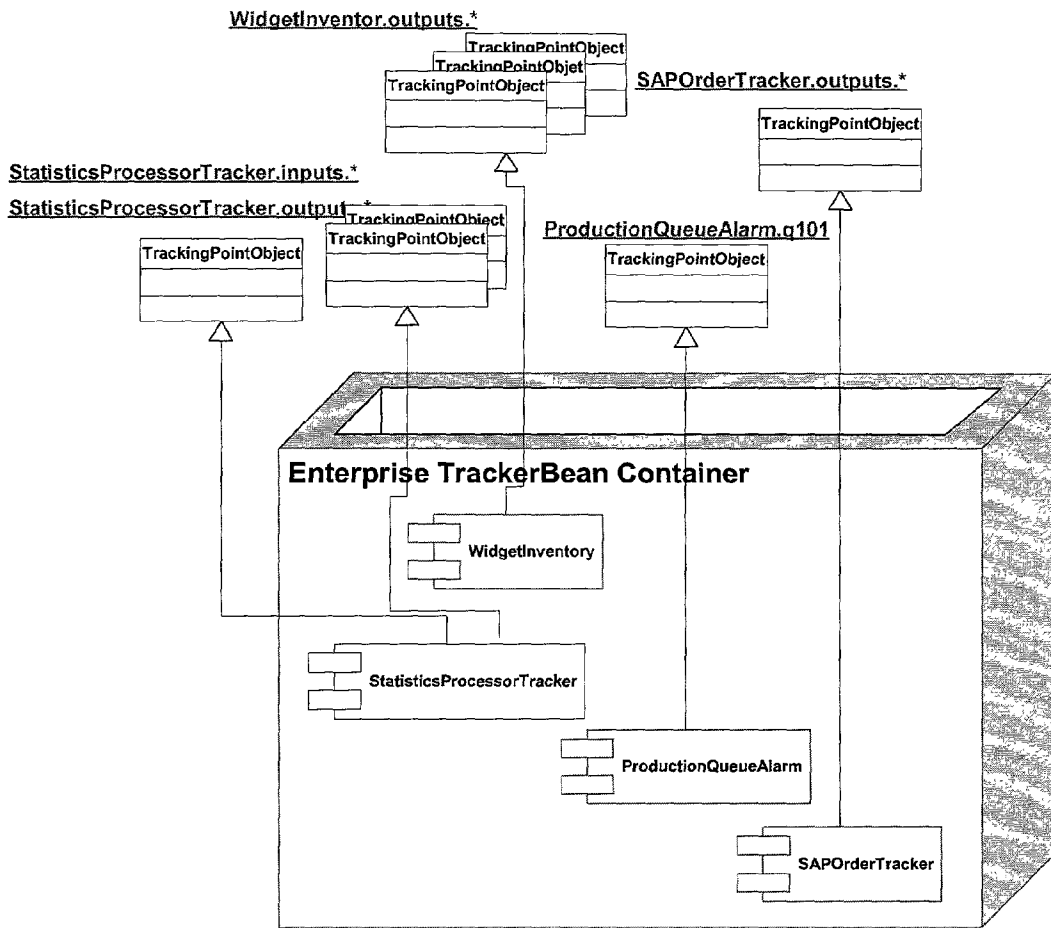 WidgetInventor.outputs.*
TrackingPointObject
TrackingPointObjet
TrackingPointObject
SAPOrderTracker.outputs.*
TrackingPointObject
StatisticsProcessorTracker.inputs.*
StatisticsProcessorTracker.output *
TrackingPointObject
TrackingPointObject
TrackingPointObject
ProductionQueueAlarm.q101
TrackingPointObject
Enterprise TrackerBean Container
WidgetInventory
StatisticsProcessorTracker
ProductionQueueAlarm
SAPOrderTracker